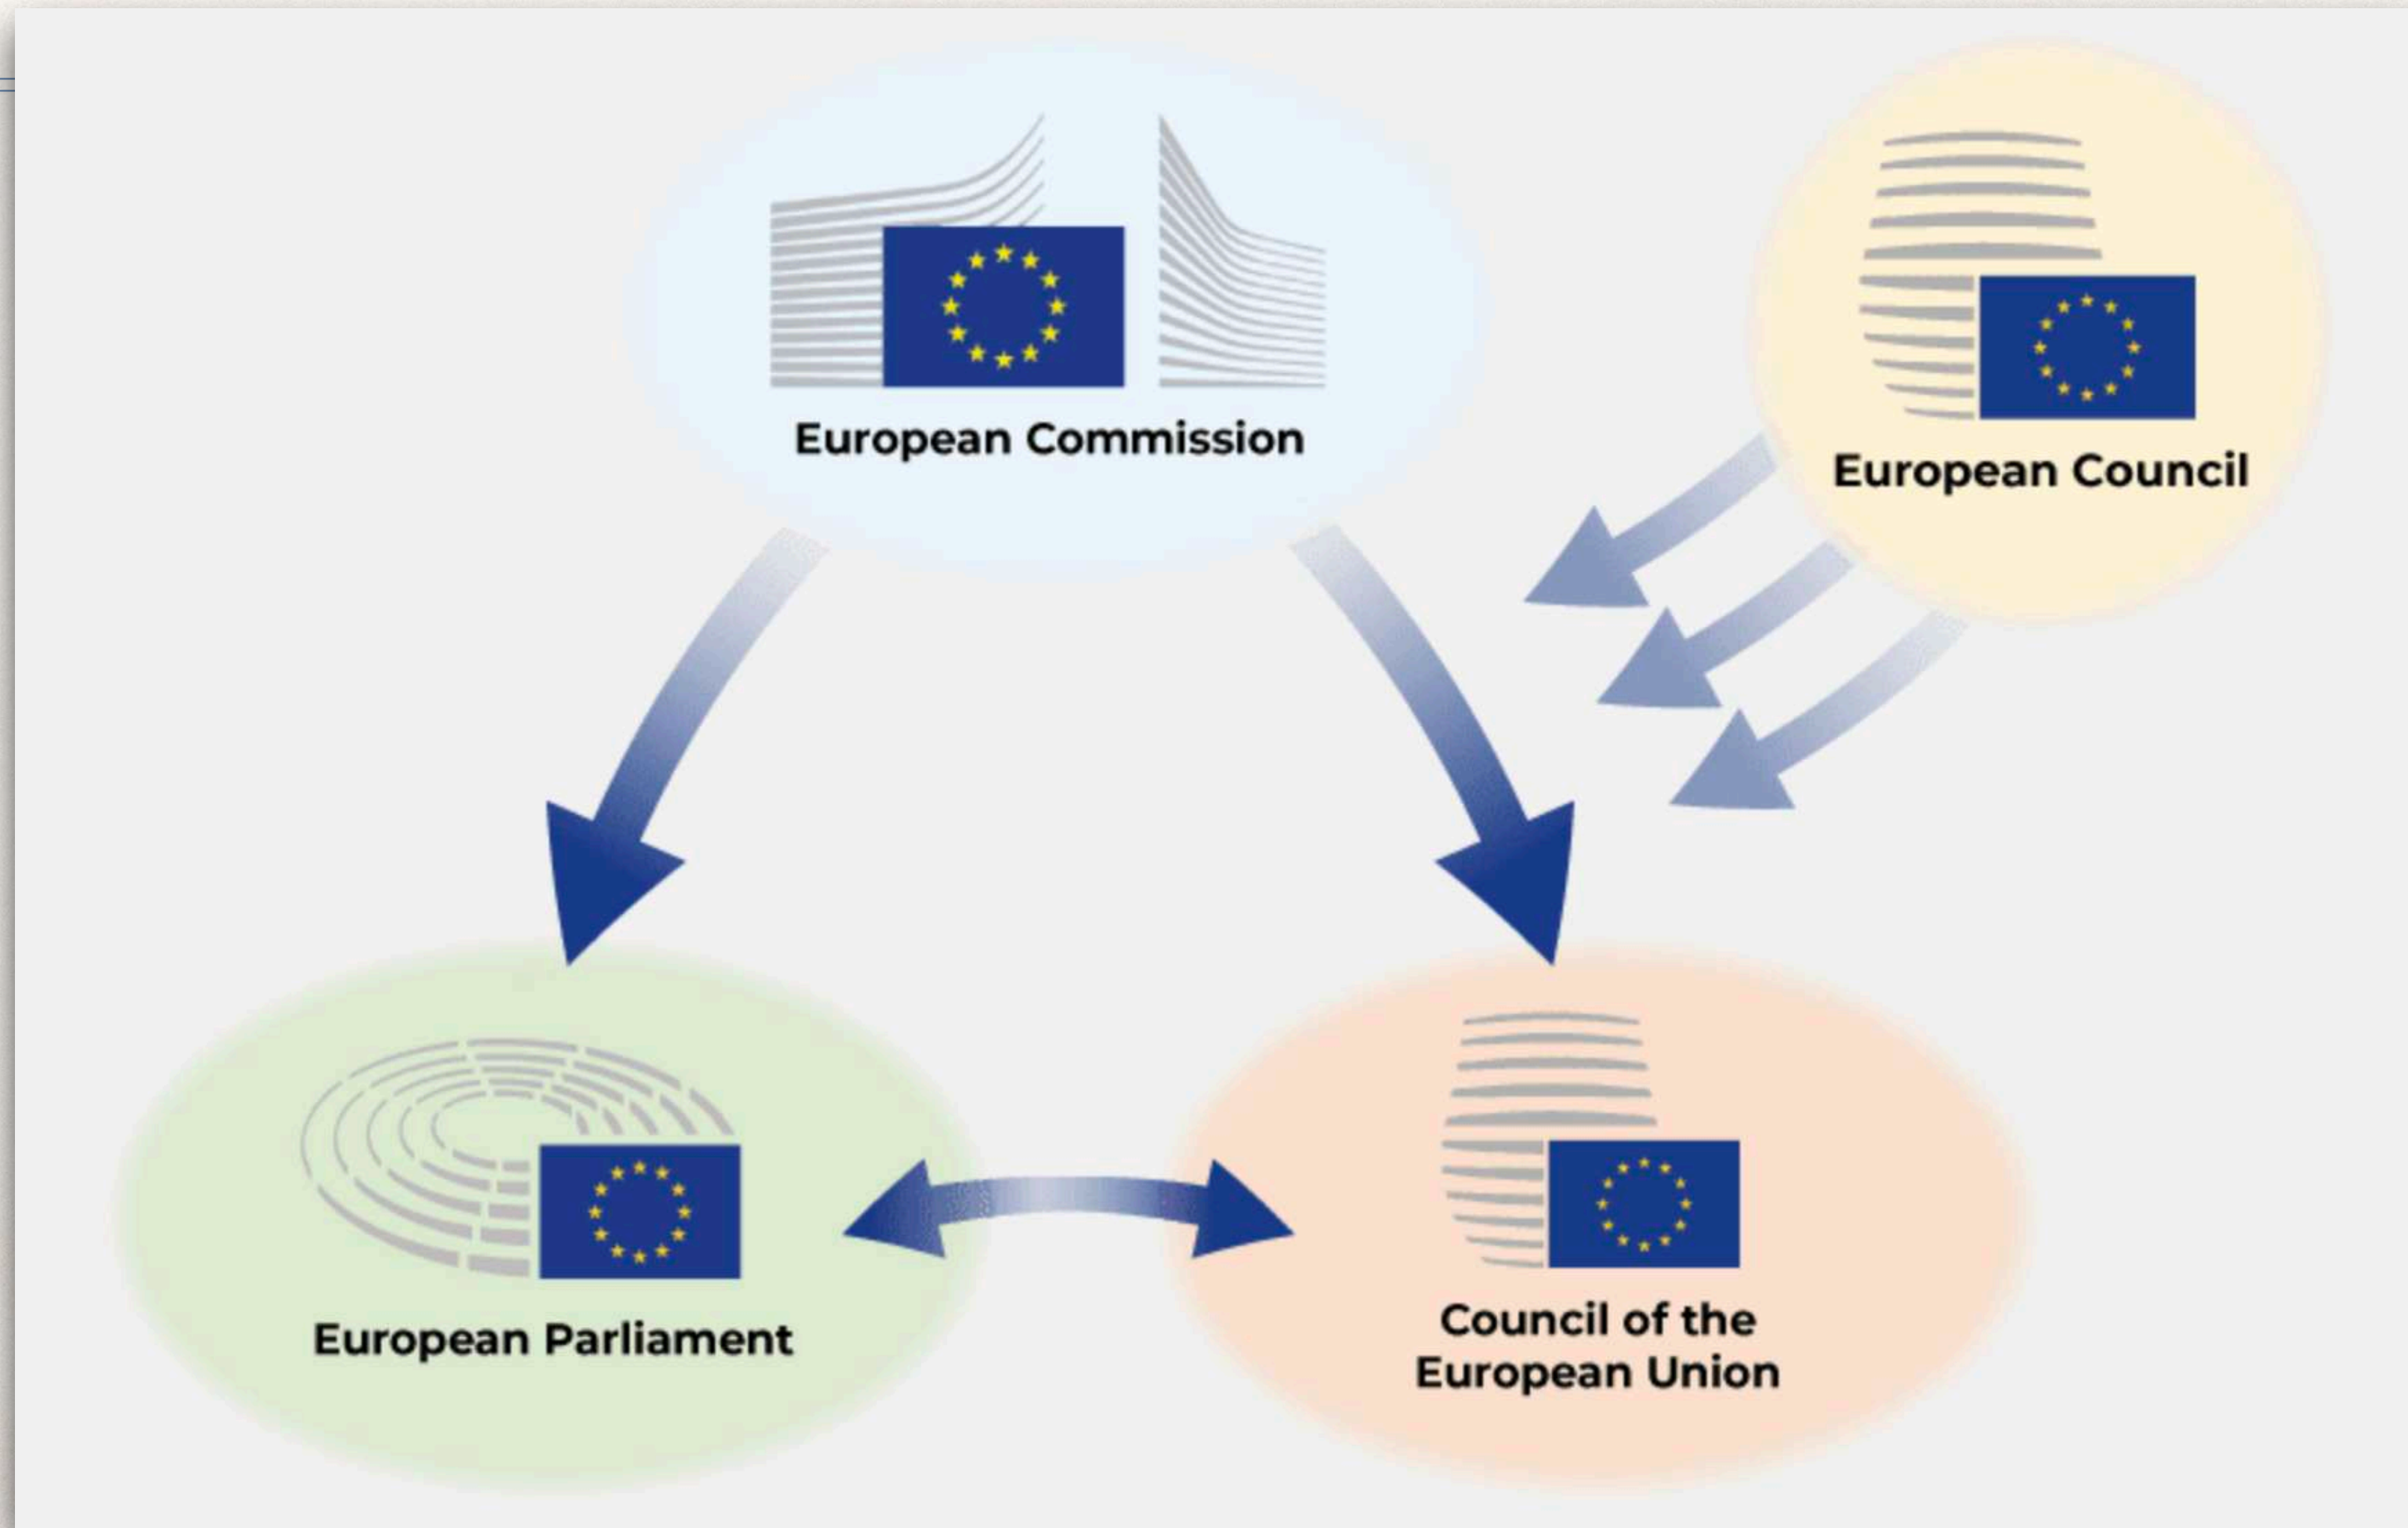 European Commission
European Council
European Parliament
Council of the
European Union